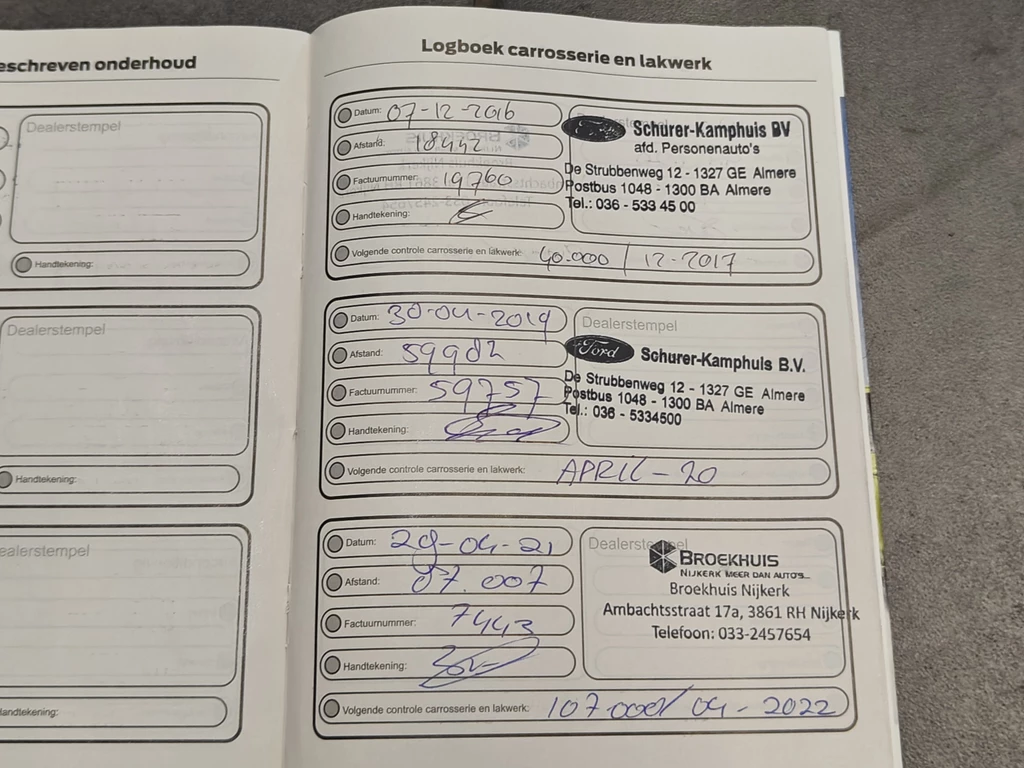 eschreven onderhoud
Dealerstempel
Handtekening:
Dealerstempel
Handtekening:
ealerstempel
landtekening:
Logboek carrosserie en lakwerk
Datum: 07-12-2016
Afstand: 18442
Factuurnummer: 19760
Handtekening:
Ford Schurer-Kamphuis BV
afd. Personenauto's
De Strubbenweg 12 - 1327 GE Almere
Postbus 1048 - 1300 BA Almere
Tel.: 036 - 533 45 00
Volgende controle carrosserie en lakwerk: 40.000 / 12-2017
Datum: 30-04-2019
Afstand: 59982
Factuurnummer: 59757
Handtekening:
Dealerstempel
Ford Schurer-Kamphuis B.V.
De Strubbenweg 12 - 1327 GE Almere
Postbus 1048 - 1300 BA Almere
Tel.: 036 - 5334500
Volgende controle carrosserie en lakwerk: APRIL - 20
Datum: 29-04-21
Afstand: 87.007
Factuurnummer: 7443
Handtekening:
Dealerstempel
BROEKHUIS
NIJKERK MEER DAN AUTO'S...
Broekhuis Nijkerk
Ambachtsstraat 17a, 3861 RH Nijkerk
Telefoon: 033-2457654
Volgende controle carrosserie en lakwerk: 107.000/ 04 - 2022